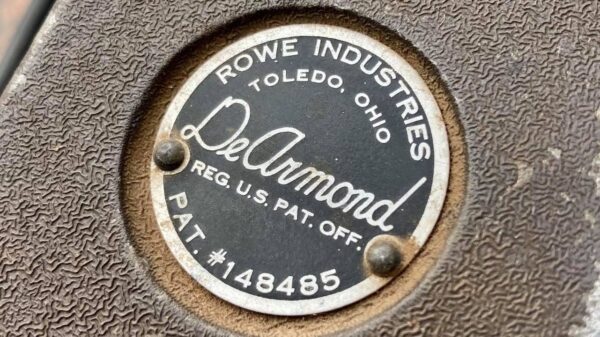 ROWE INDUSTRIES
TOLEDO, OHIO
DeArmond
REG. U.S. PAT. OFF.
PAT. #148485